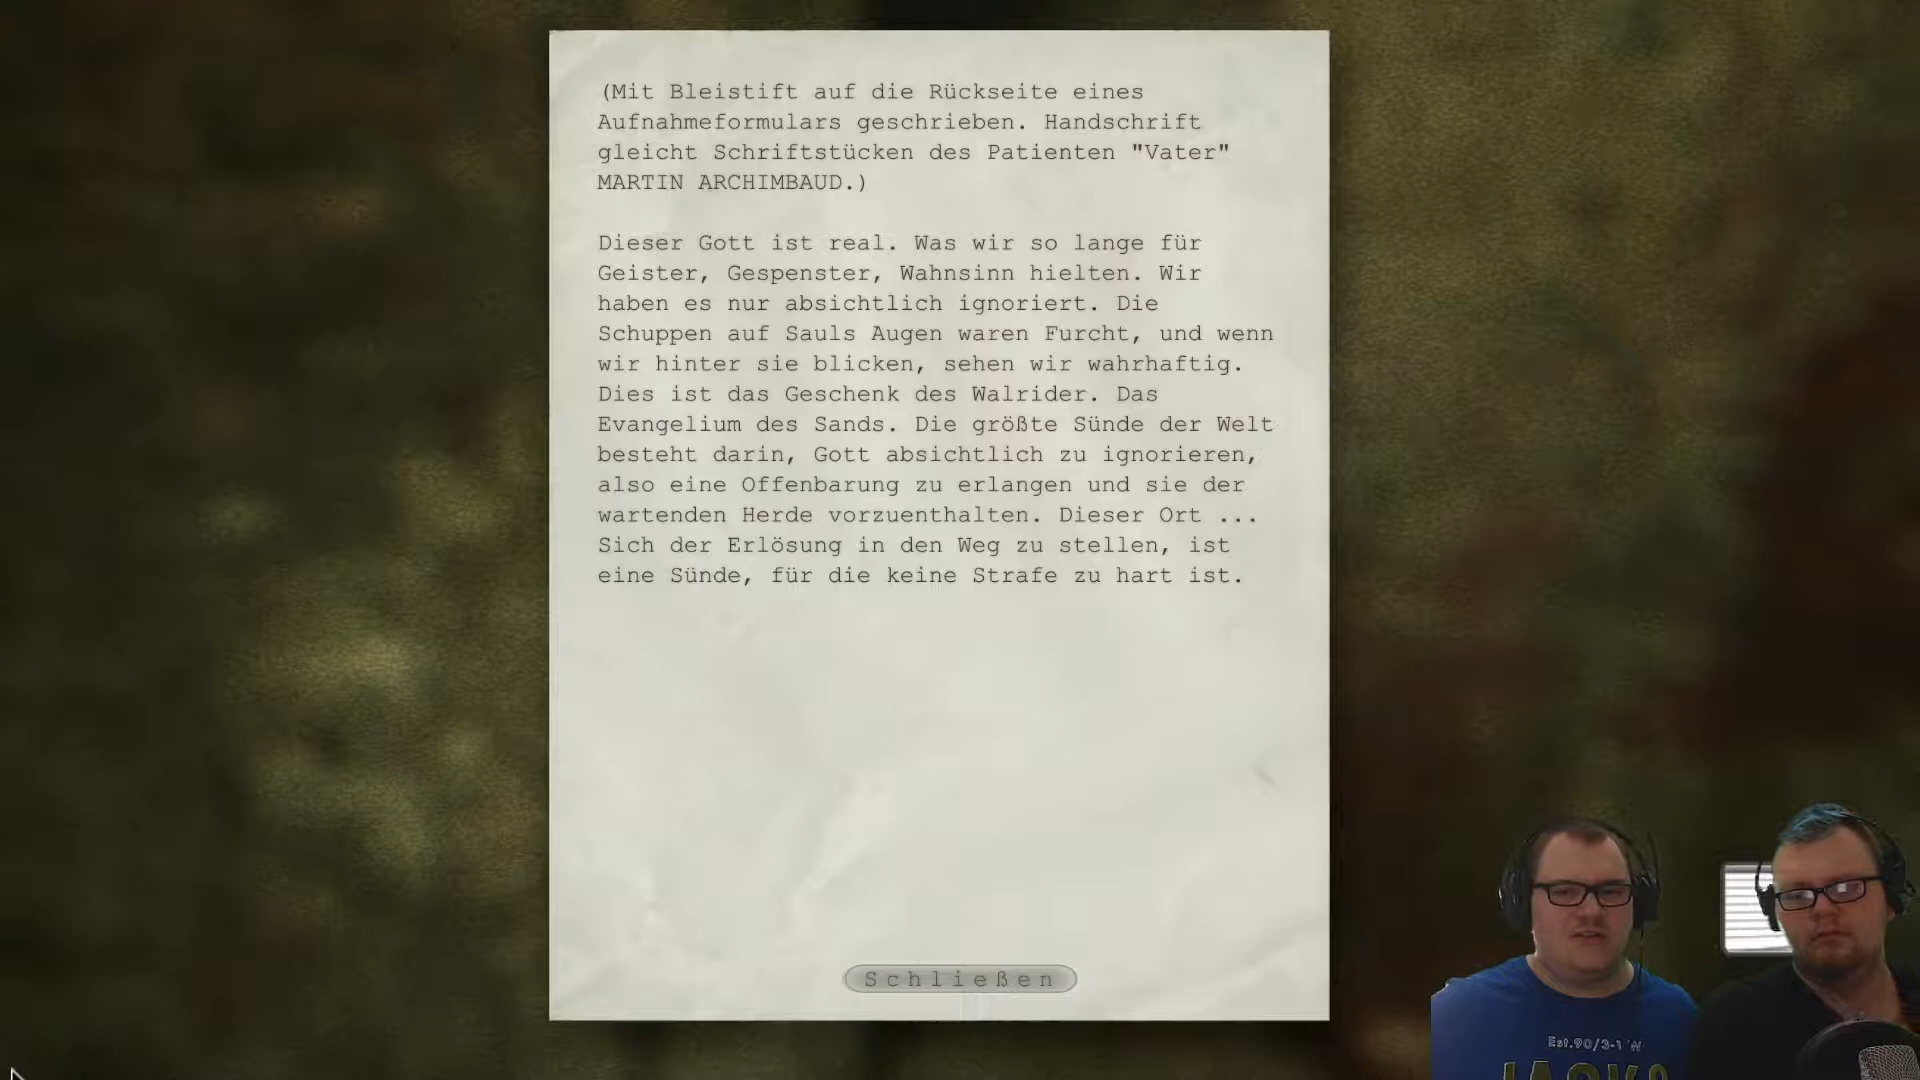 (Mit Bleistift auf die Rückseite eines
Aufnahmeformulars geschrieben. Handschrift
gleicht Schriftstücken des Patienten "Vater"
MARTIN ARCHIMBAUD.)
Dieser Gott ist real. Was wir so lange für
Geister, Gespenster, Wahnsinn hielten. Wir
haben es nur absichtlich ignoriert. Die
Schuppen auf Sauls Augen waren Furcht, und wenn
wir hinter sie blicken, sehen wir wahrhaftig.
Dies ist das Geschenk des Walrider. Das
Evangelium des Sands. Die größte Sünde der Welt
besteht darin, Gott absichtlich zu ignorieren,
also eine Offenbarung zu erlangen und sie der
wartenden Herde vorzuenthalten. Dieser Ort ...
Sich der Erlösung in den Weg zu stellen, ist
eine Sünde, für die keine Strafe zu hart ist.
Schließen
Est.90/3-1